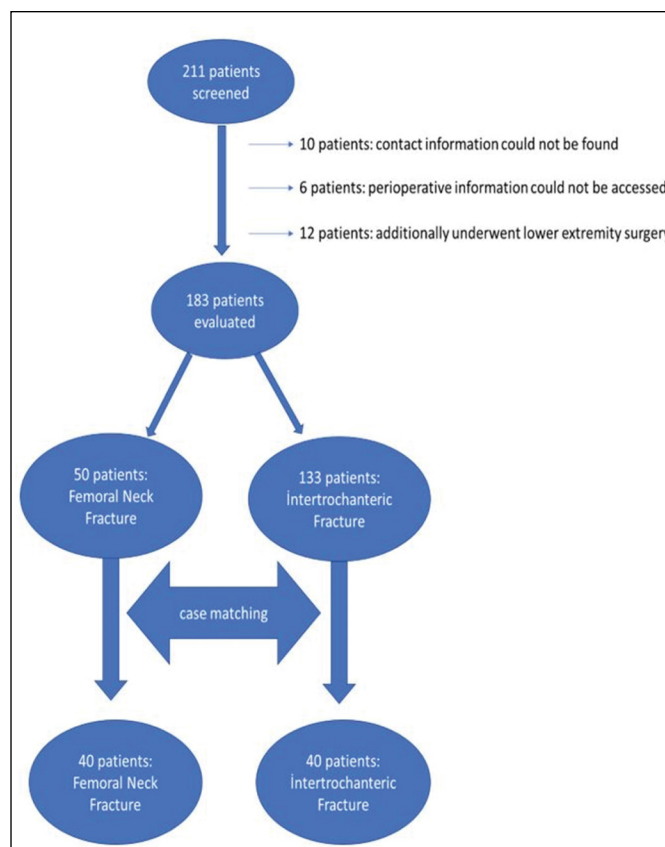 211 patients
screened
10 patients: contact information could not be found
6 patients: perioperative information could not be accessed
12 patients: additionally underwent lower extremity surgery
183 patients
evaluated
50 patients:
Femoral Neck
Fracture
133 patients:
İntertrochanteric
Fracture
case matching
40 patients:
Femoral Neck
Fracture
40 patients:
İntertrochanteric
Fracture